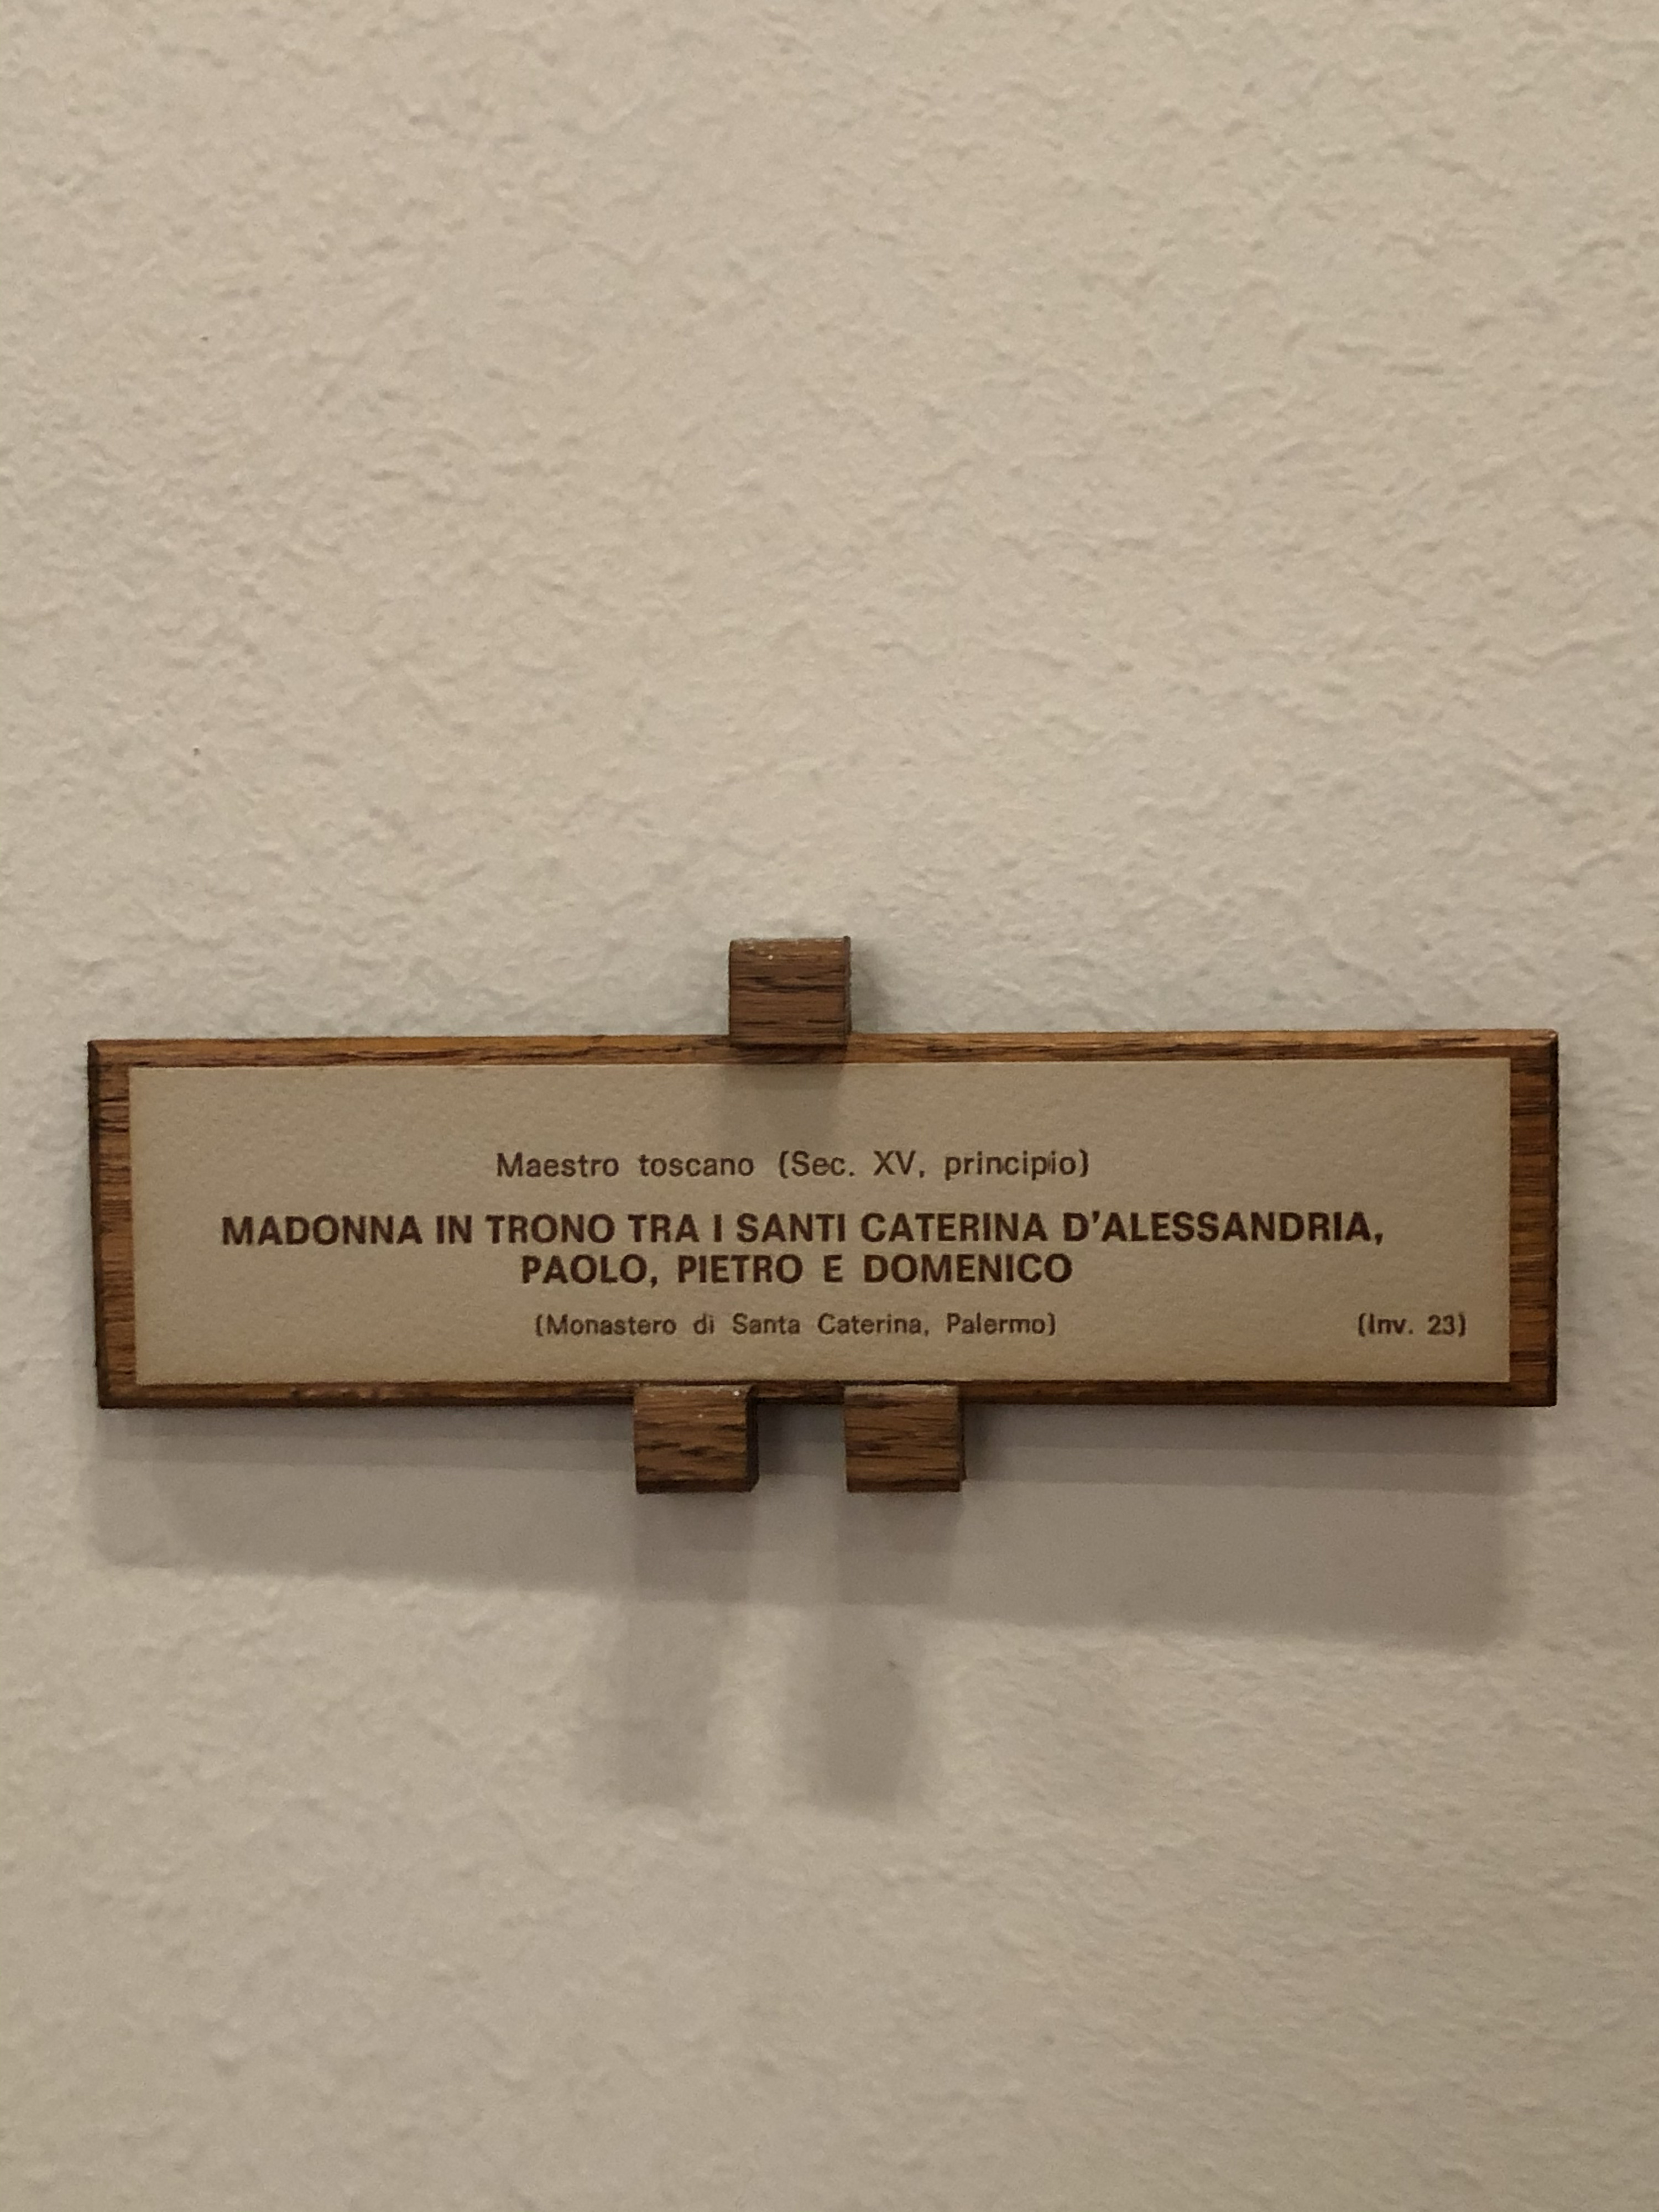 Maestro toscano (Sec. XV, principio)
MADONNA IN TRONO TRA I SANTI CATERINA D'ALESSANDRIA,
PAOLO, PIETRO E DOMENICO
(Monastero di Santa Caterina, Palermo) (Inv. 23)